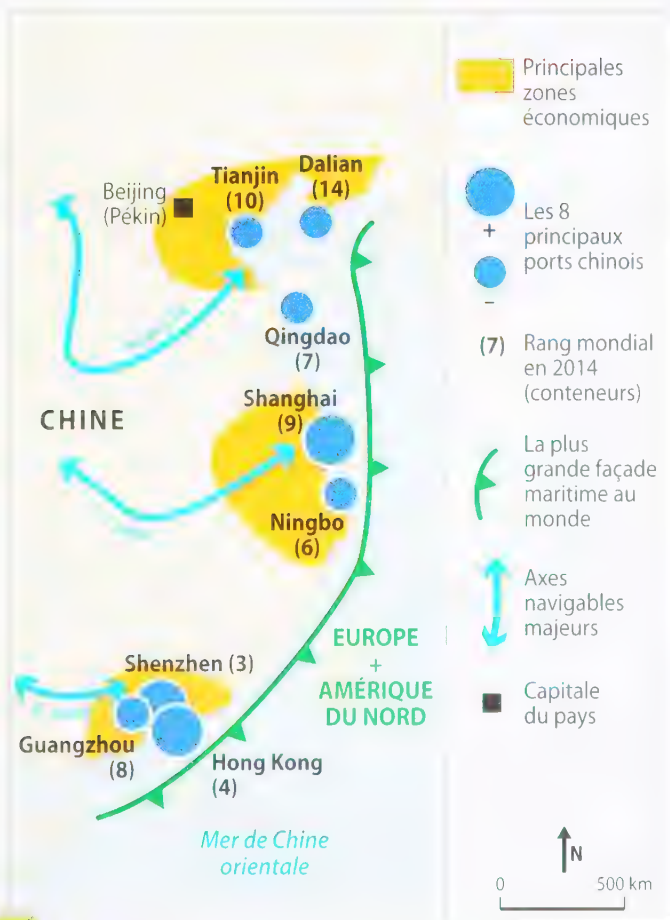 Dalian
(14)
Tianjin
(10)
Beijing
(Pékin)
Qingdao
(7)
Shanghai
(9)
CHINE
Ningbo
(6)
EUROPE
+
AMÉRIQUE
DU NORD
Shenzhen (3)
Guangzhou
(8)
Hong Kong
(4)
Mer de Chine
orientale
Principales
zones
économiques
+
–
Les 8
principaux
ports chinois
(7)
Rang mondial
en 2014
(conteneurs)
La plus
grande façade
maritime au
monde
Axes
navigables
majeurs
Capitale
du pays
N
0
500 km